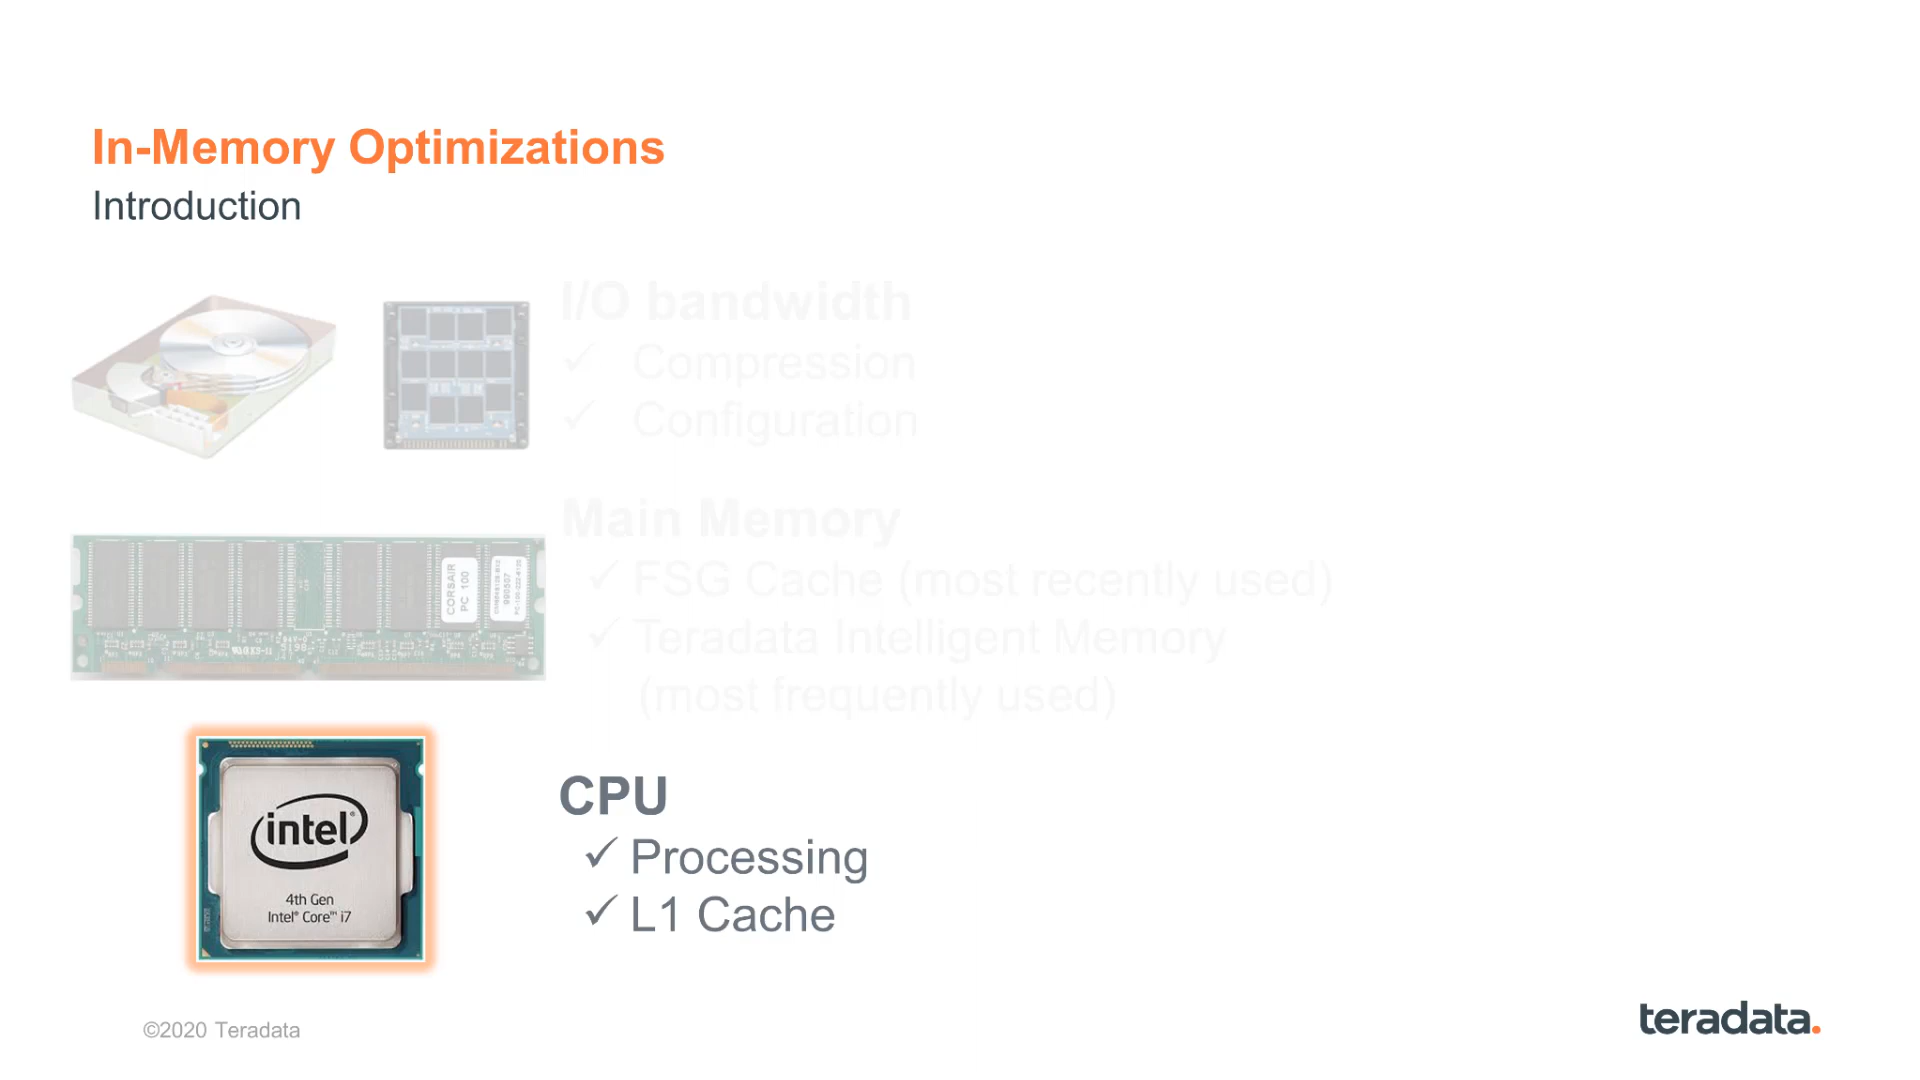 In-Memory Optimizations
Introduction
I/O bandwidth
✓ Compression
✓ Configuration
Main Memory
✓ FSG Cache (most recently used)
✓ Teradata Intelligent Memory
(most frequently used)
CORSAIR
PC 100
intel®
4th Gen
Intel® Core™ i7
CPU
✓ Processing
✓ L1 Cache
©2020 Teradata
teradata.